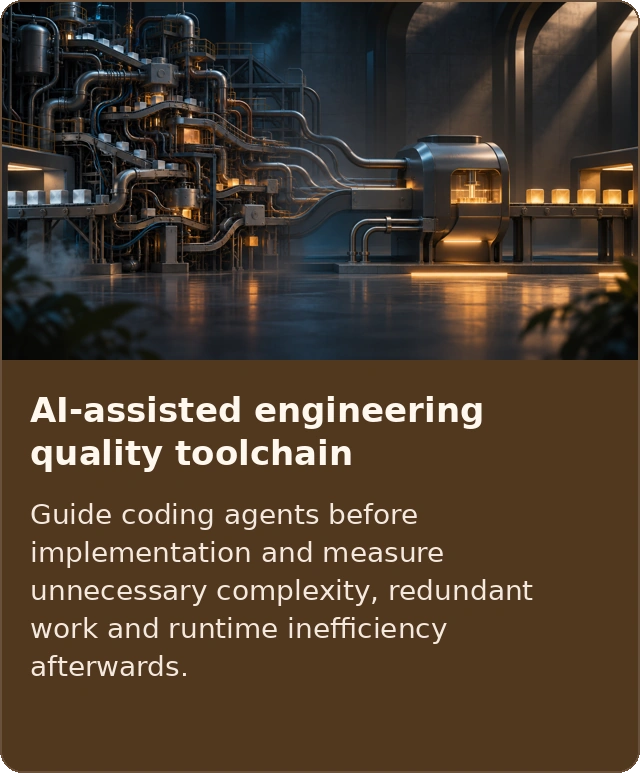 AI-assisted engineering
quality toolchain
Guide coding agents before
implementation and measure
unnecessary complexity, redundant
work and runtime inefficiency
afterwards.